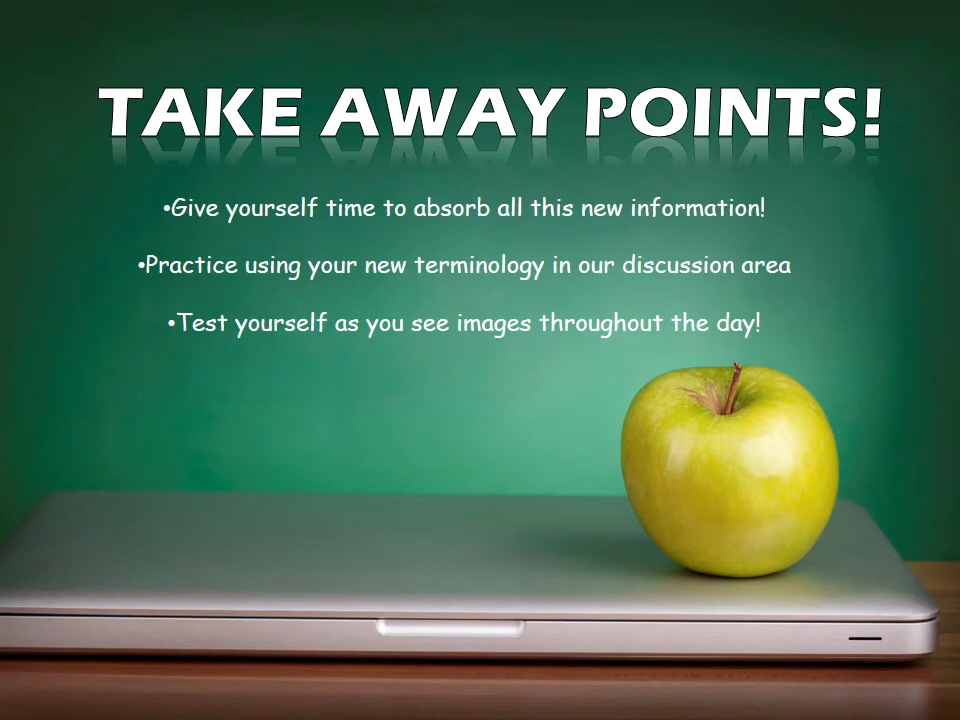 TAKE AWAY POINTS!
•Give yourself time to absorb all this new information!
•Practice using your new terminology in our discussion area
•Test yourself as you see images throughout the day!